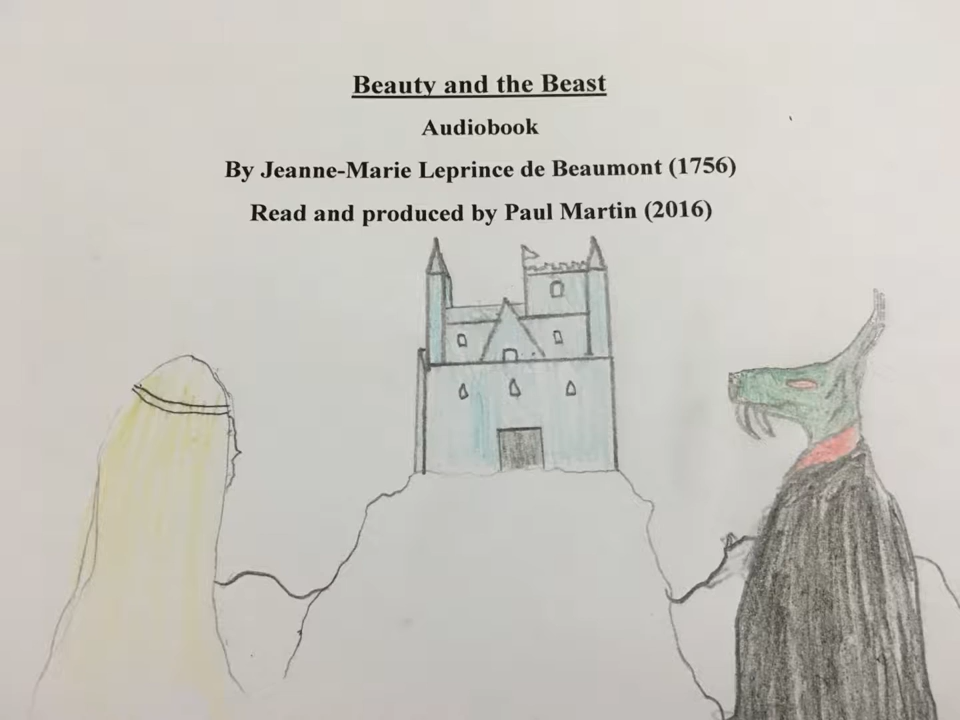 Beauty and the Beast
Audiobook
By Jeanne-Marie Leprince de Beaumont (1756)
Read and produced by Paul Martin (2016)